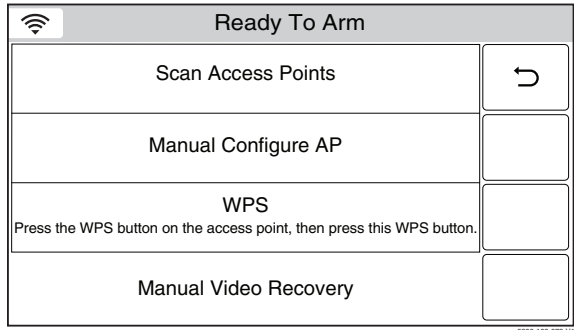 Ready To Arm
Scan Access Points
Manual Configure AP
WPS
Press the WPS button on the access point, then press this WPS button.
Manual Video Recovery